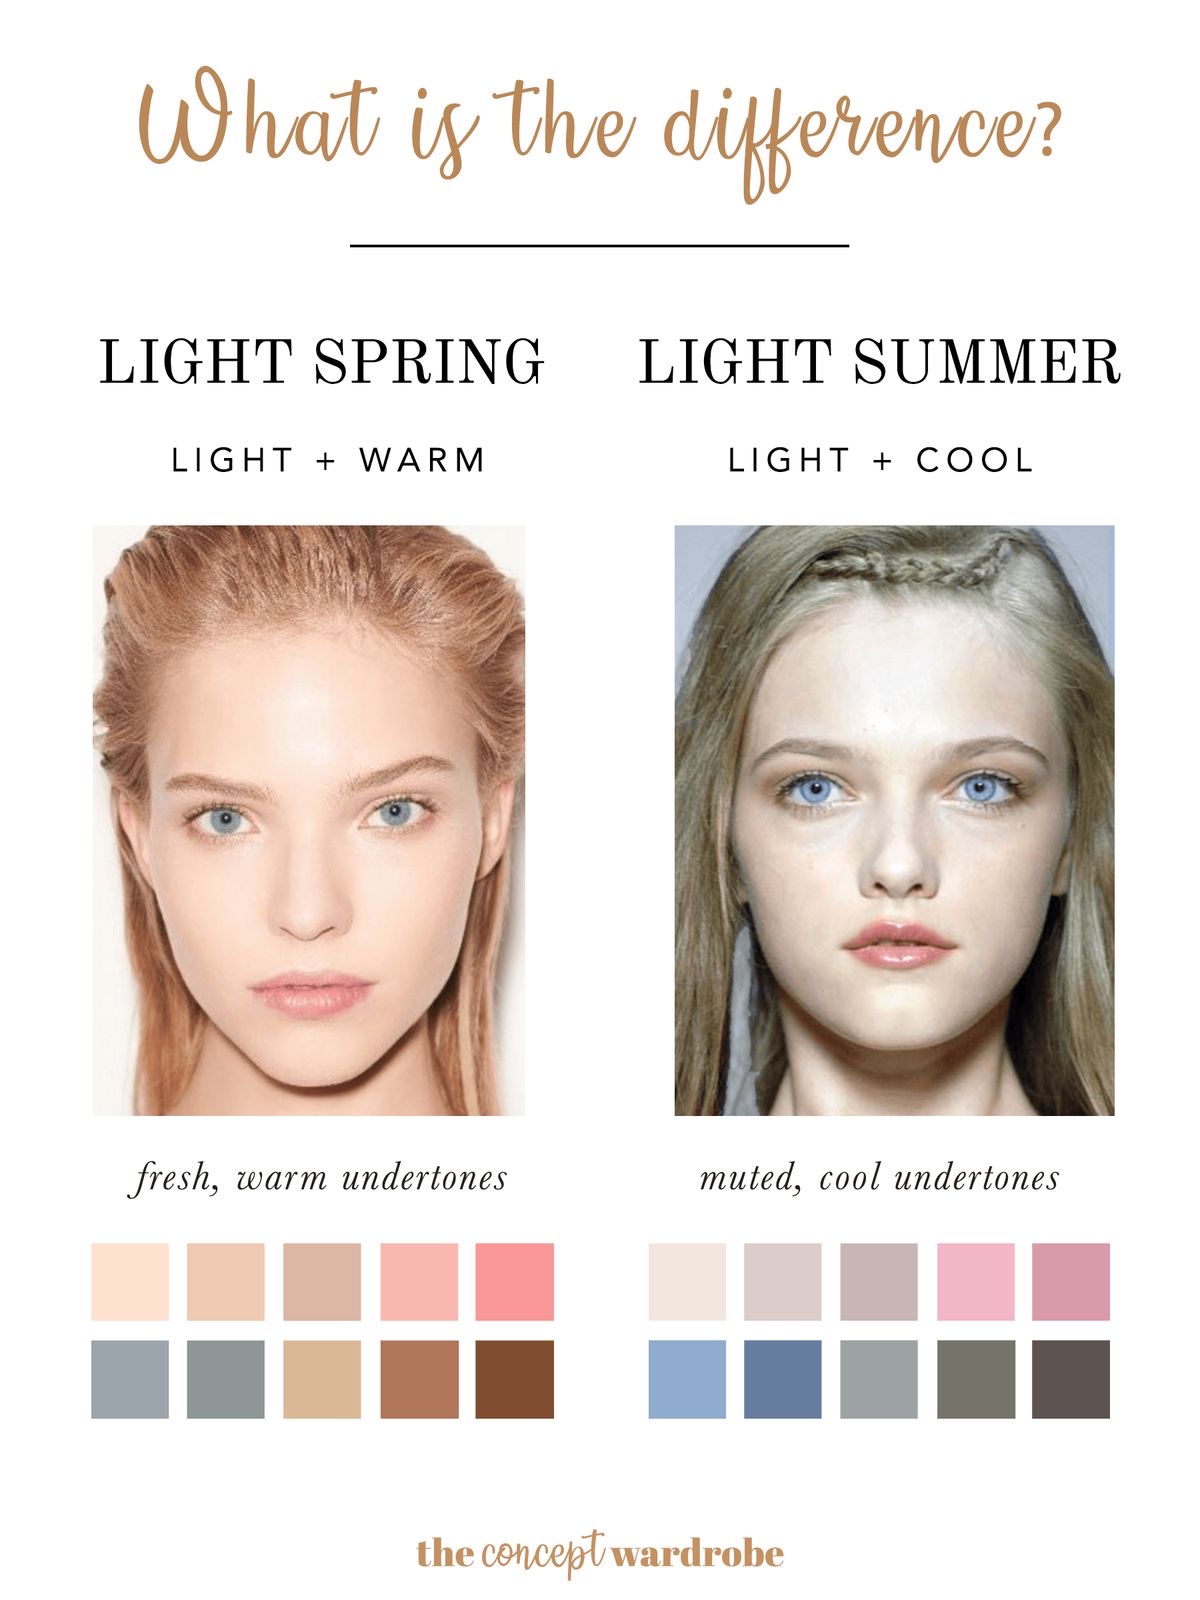 What is the difference?
LIGHT SPRING
LIGHT + WARM
fresh, warm undertones
LIGHT SUMMER
LIGHT + COOL
muted, cool undertones
the concept wardrobe